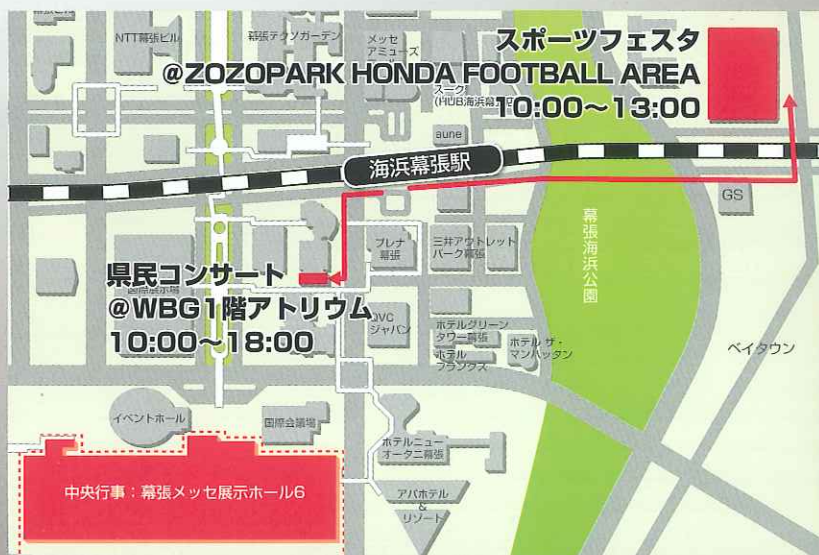 NTT幕張ビル
幕張テクノガーデン
メッセ
アミューズ
スポーツフェスタ
@ZOZOPARK HONDA FOOTBALL AREA
10:00〜13:00
スーク
aune
海浜幕張駅
GS
プレナ
幕張
三井アウトレット
パーク幕張
幕張海浜公園
県民コンサート
@WBG1階アトリウム
10:00〜18:00
QVC
ジャパン
ホテルグリーン
タワー幕張
ホテル
フランクス
ホテル ザ・
マンハッタン
ベイタウン
イベントホール
国際会議場
ホテルニュー
オータニ幕張
中央行事：幕張メッセ展示ホール6
アパホテル
&
リゾート